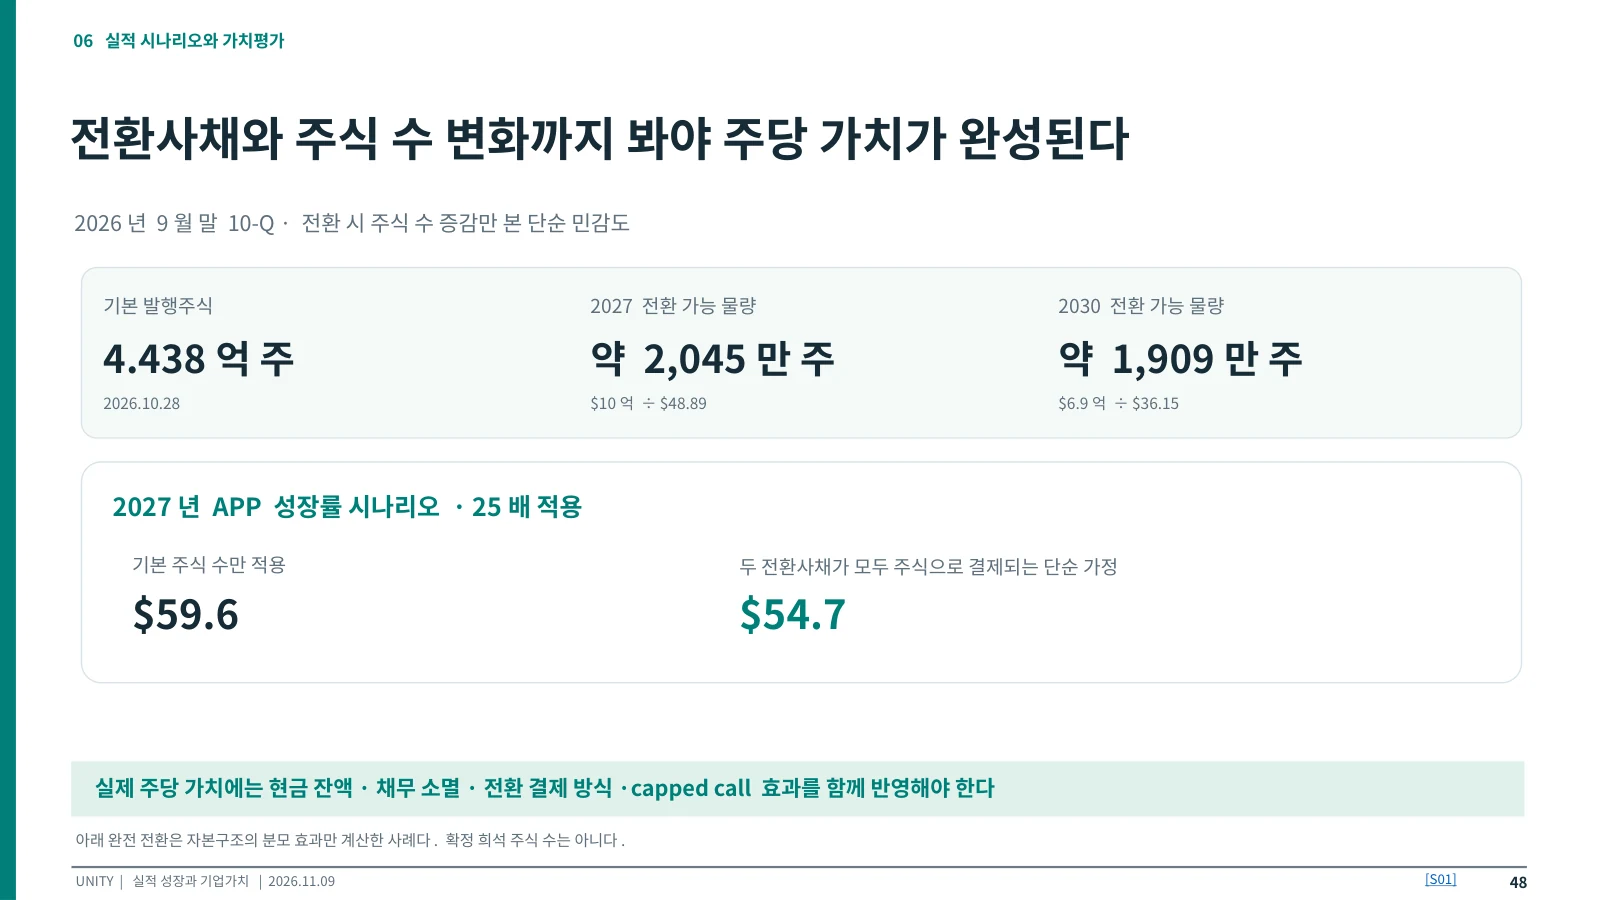 06 실적 시나리오와 가치평가
전환사채와 주식 수 변화까지 봐야 주당 가치가 완성된다
2026 년 9 월 말 10-Q · 전환 시 주식 수 증감만 본 단순 민감도
기본 발행주식
4.438 억 주
2026.10.28
2027 전환 가능 물량
약 2,045 만 주
$10 억 ÷ $48.89
2030 전환 가능 물량
약 1,909 만 주
$6.9 억 ÷ $36.15
2027 년 APP 성장률 시나리오 · 25 배 적용
기본 주식 수만 적용
$59.6
두 전환사채가 모두 주식으로 결제되는 단순 가정
$54.7
실제 주당 가치에는 현금 잔액 · 채무 소멸 · 전환 결제 방식 · capped call 효과를 함께 반영해야 한다
아래 완전 전환은 자본구조의 분모 효과만 계산한 사례다 . 확정 희석 주식 수는 아니다 .
UNITY | 실적 성장과 기업가치 | 2026.11.09
[S01]
48